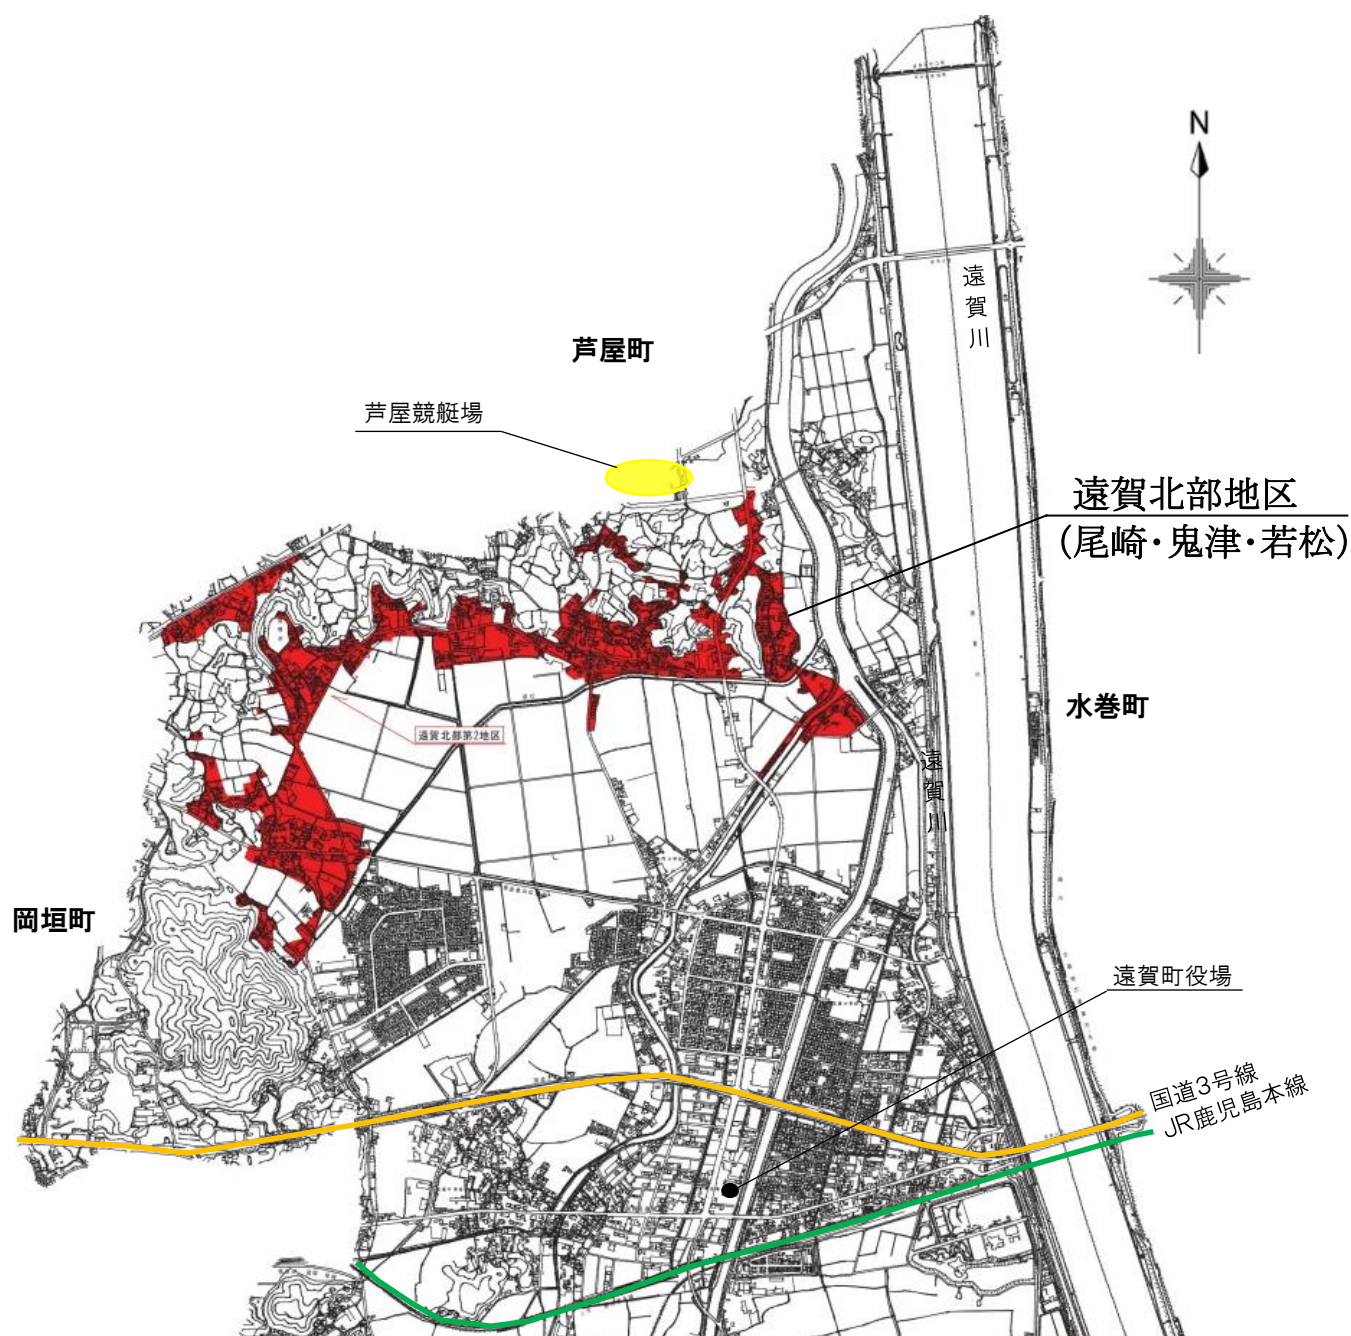 N
遠賀川
芦屋町
芦屋競艇場
遠賀北部地区
(尾崎・鬼津・若松)
水巻町
遠賀北部第2地区
遠賀川
岡垣町
遠賀町役場
国道3号線
JR鹿児島本線